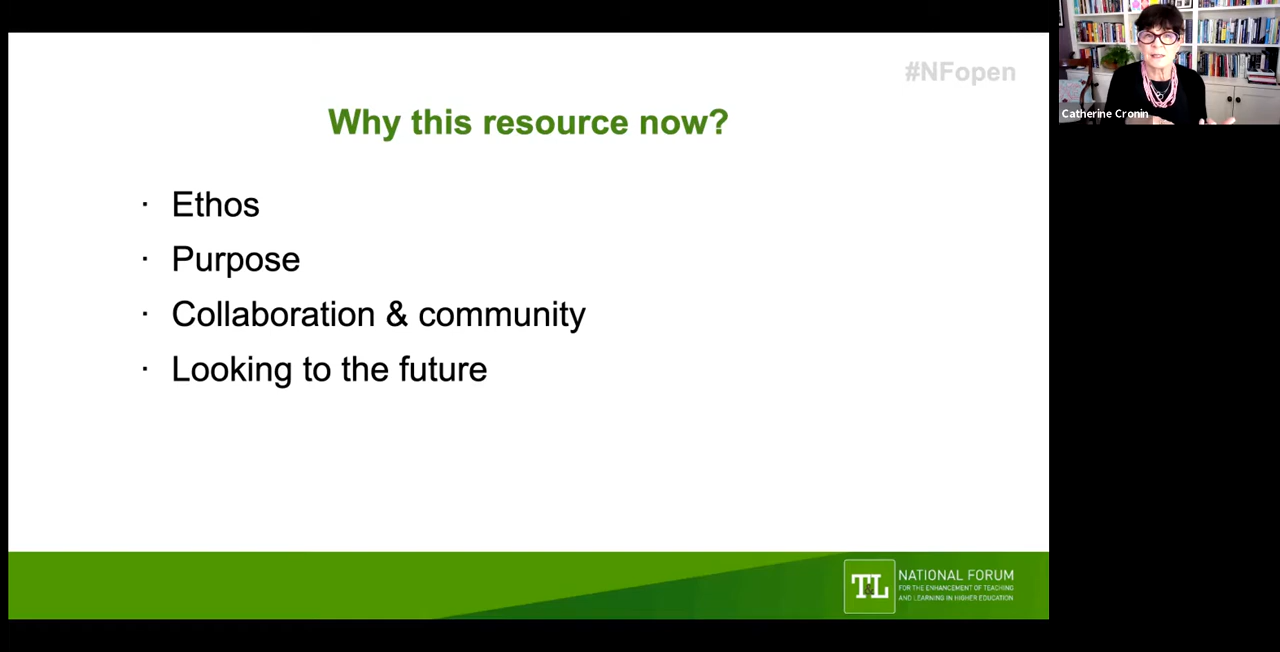 #NFopen
Why this resource now?
· Ethos
· Purpose
· Collaboration & community
· Looking to the future
Catherine Cronin
T&L
NATIONAL FORUM
FOR THE ENHANCEMENT OF TEACHING
AND LEARNING IN HIGHER EDUCATION